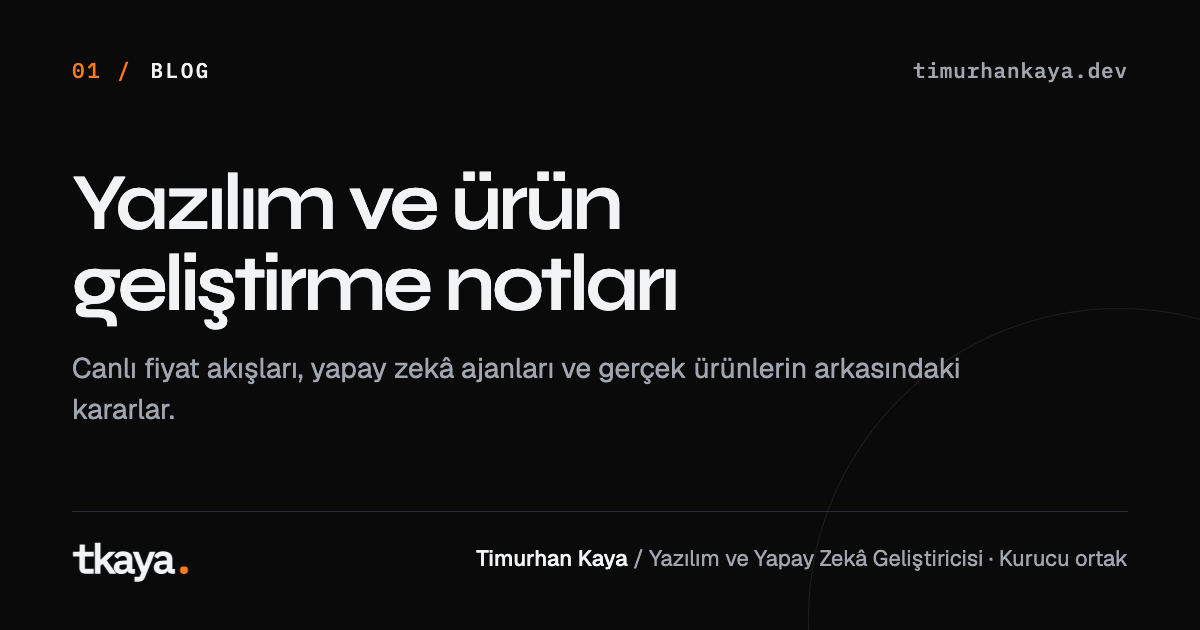 01 / BLOG
timurhankaya.dev
Yazılım ve ürün
geliştirme notları
Canlı fiyat akışları, yapay zekâ ajanları ve gerçek ürünlerin arkasındaki
kararlar.
tkaya.
Timurhan Kaya / Yazılım ve Yapay Zekâ Geliştiricisi · Kurucu ortak